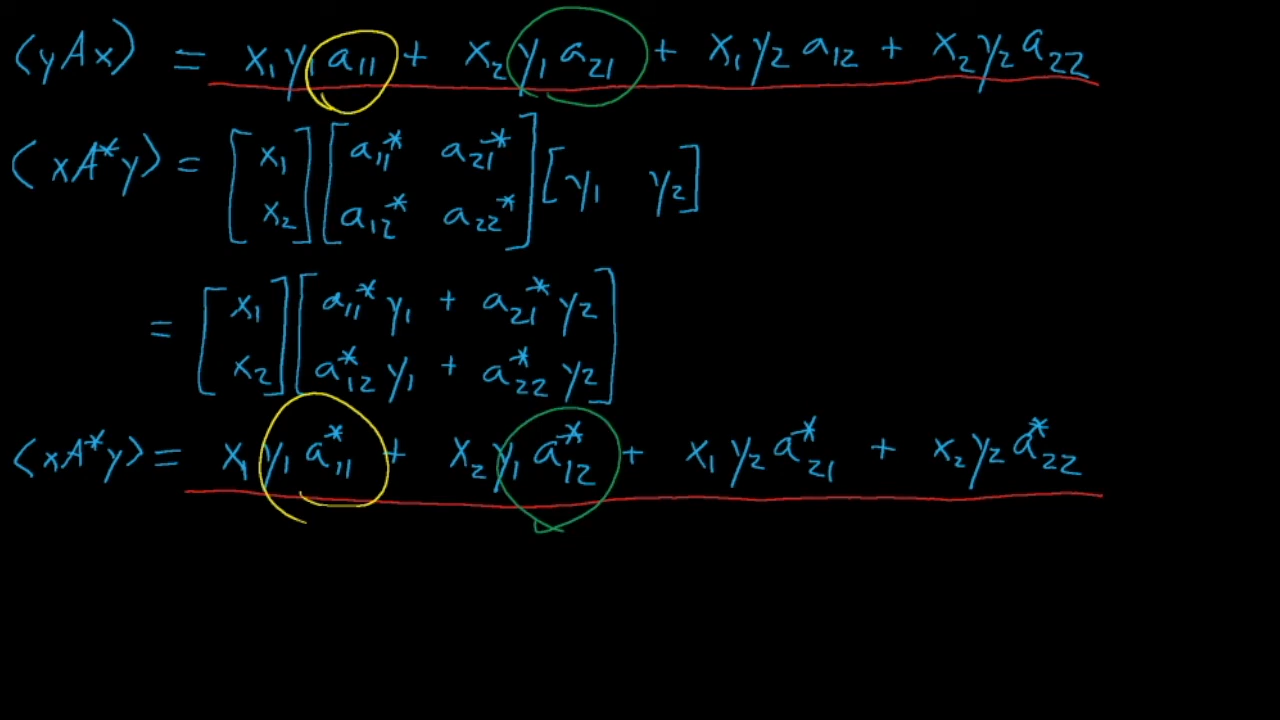 ⟨yAx⟩ = x₁y₁a₁₁ + x₂y₁a₂₁ + x₁y₂a₁₂ + x₂y₂a₂₂
⟨xA*y⟩ = [x₁ x₂] [a₁₁* a₂₁* a₁₂* a₂₂*] [y₁ y₂]
= [x₁ x₂] [a₁₁*y₁ + a₂₁*y₂ a₁₂*y₁ + a₂₂*y₂]
⟨xA*y⟩ = x₁y₁a₁₁* + x₂y₁a₁₂* + x₁y₂a₂₁* + x₂y₂a₂₂*